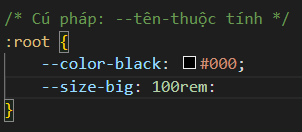 /* Cú pháp: --tên-thuộc tính */
:root {
--color-black: #000;
--size-big: 100rem:
}